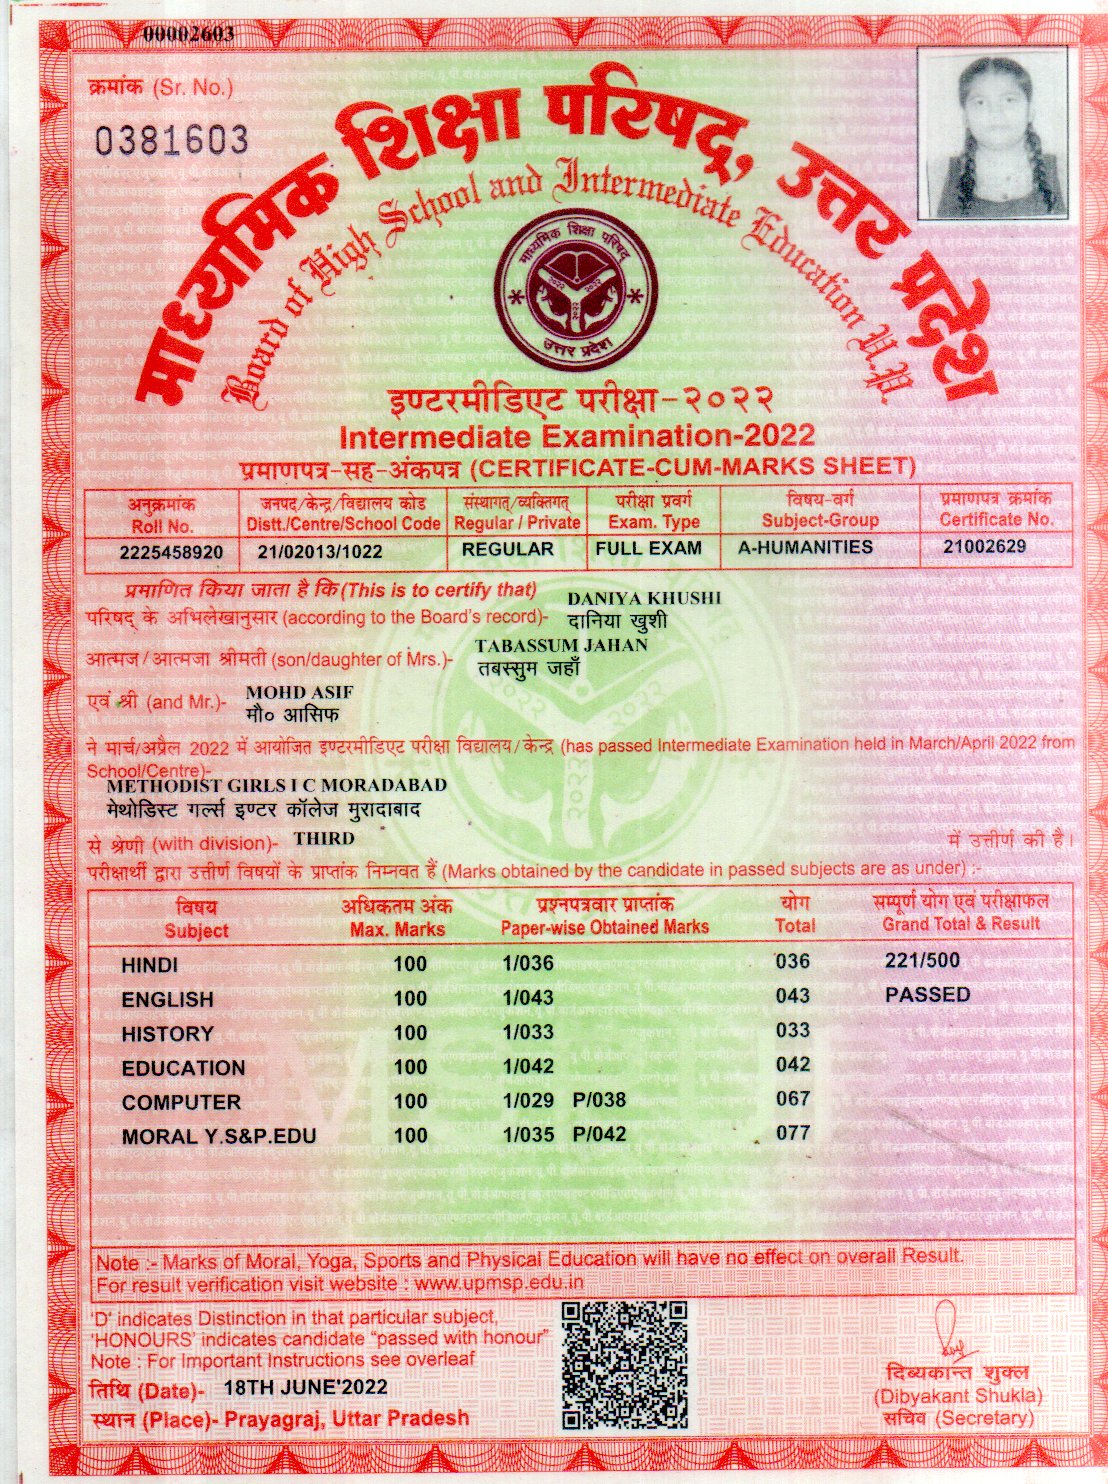 00002603
क्रमांक (Sr. No.)
0381603
माध्यमिक शिक्षा परिषद्, उत्तर प्रदेश
Board of High School and Intermediate Education U.P.
माध्यमिक शिक्षा परिषद
उत्तर प्रदेश
इण्टरमीडिएट परीक्षा-२०२२
Intermediate Examination-2022
प्रमाणपत्र-सह-अंकपत्र (CERTIFICATE-CUM-MARKS SHEET)
अनुक्रमांक जनपद/केन्द्र/विद्यालय कोड संस्थागत्/व्यक्तिगत् परीक्षा प्रवर्ग विषय-वर्ग प्रमाणपत्र क्रमांक
Roll No. Distt./Centre/School Code Regular / Private Exam. Type Subject-Group Certificate No.
2225458920 21/02013/1022 REGULAR FULL EXAM A-HUMANITIES 21002629
प्रमाणित किया जाता है कि (This is to certify that)
DANIYA KHUSHI
परिषद् के अभिलेखानुसार (according to the Board's record)- दानिया खुशी
TABASSUM JAHAN
आत्मज/आत्मजा श्रीमती (son/daughter of Mrs.)- तबस्सुम जहाँ
MOHD ASIF
एवं श्री (and Mr.)- मौ० आसिफ
ने मार्च/अप्रैल 2022 में आयोजित इण्टरमीडिएट परीक्षा विद्यालय/केन्द्र (has passed Intermediate Examination held in March/April 2022 from
School/Centre)-
METHODIST GIRLS I C MORADABAD
मेथोडिस्ट गर्ल्स इण्टर कॉलेज मुरादाबाद
से श्रेणी (with division)- THIRD में उत्तीर्ण की है।
परीक्षार्थी द्वारा उत्तीर्ण विषयों के प्राप्तांक निम्नवत हैं (Marks obtained by the candidate in passed subjects are as under) :-
विषय अधिकतम अंक प्रश्नपत्रवार प्राप्तांक योग सम्पूर्ण योग एवं परीक्षाफल
Subject Max. Marks Paper-wise Obtained Marks Total Grand Total & Result
HINDI 100 1/036 036 221/500
ENGLISH 100 1/043 043 PASSED
HISTORY 100 1/033 033
EDUCATION 100 1/042 042
COMPUTER 100 1/029 P/038 067
MORAL Y.S&P.EDU 100 1/035 P/042 077
Note :- Marks of Moral, Yoga, Sports and Physical Education will have no effect on overall Result.
For result verification visit website : www.upmsp.edu.in
'D' indicates Distinction in that particular subject,
'HONOURS' indicates candidate "passed with honour"
Note : For Important Instructions see overleaf
तिथि (Date)- 18TH JUNE'2022
स्थान (Place)- Prayagraj, Uttar Pradesh
दिब्यकान्त शुक्ल
(Dibyakant Shukla)
सचिव (Secretary)